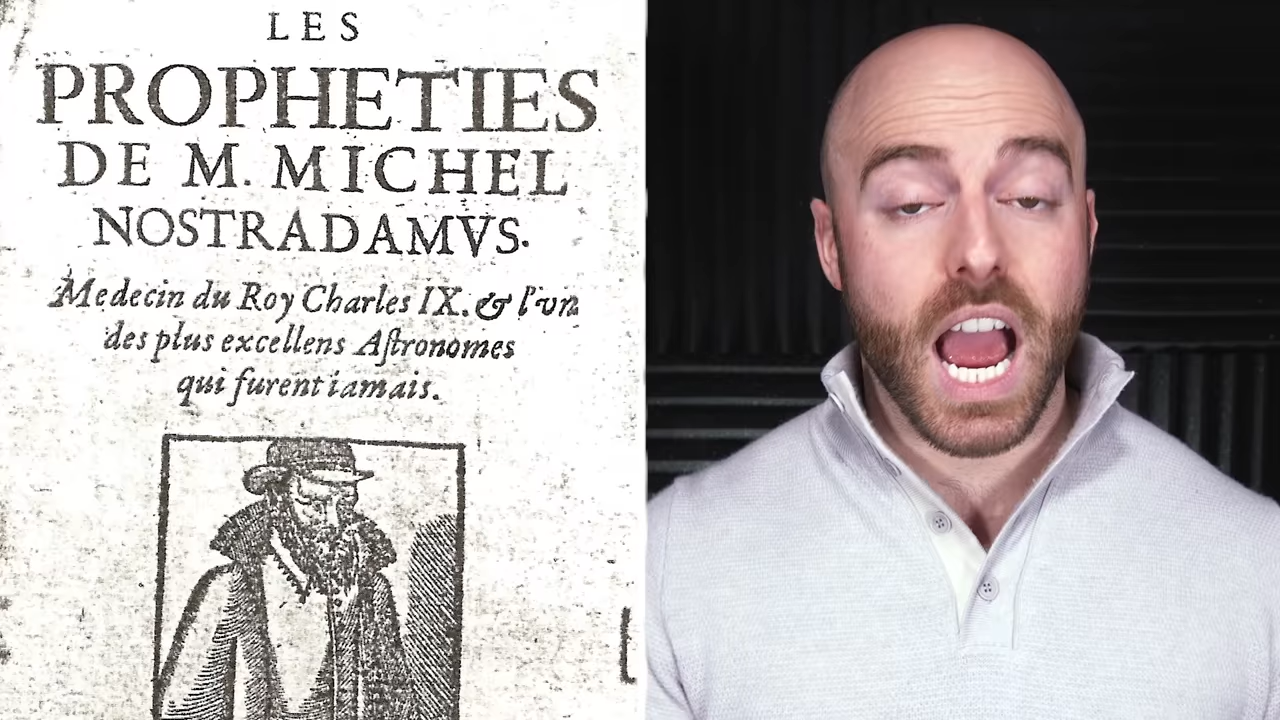 LES
PROPHETIES
DE M. MICHEL
NOSTRADAMVS.
Medecin du Roy Charles IX. & l'vn
des plus excellens Aſtronomes
qui furent iamais.